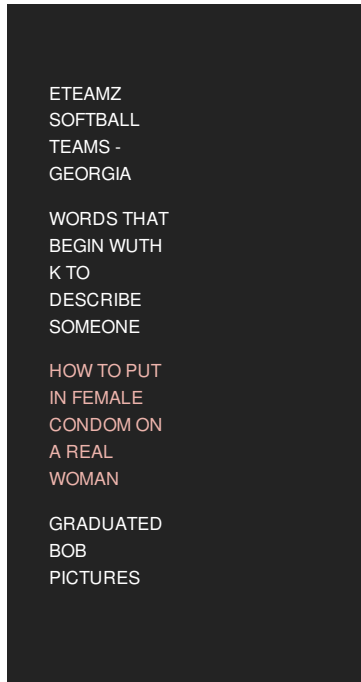 ETEAMZ
SOFTBALL
TEAMS -
GEORGIA
WORDS THAT
BEGIN WUTH
K TO
DESCRIBE
SOMEONE
HOW TO PUT
IN FEMALE
CONDOM ON
A REAL
WOMAN
GRADUATED
BOB
PICTURES